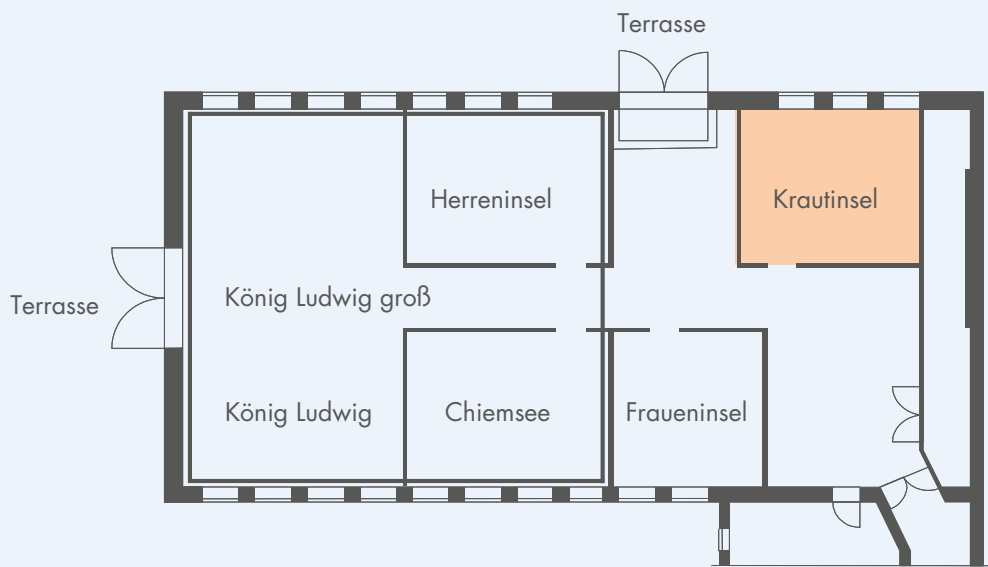 Terrasse
Herreninsel
Krautinsel
König Ludwig groß
Terrasse
König Ludwig
Chiemsee
Fraueninsel